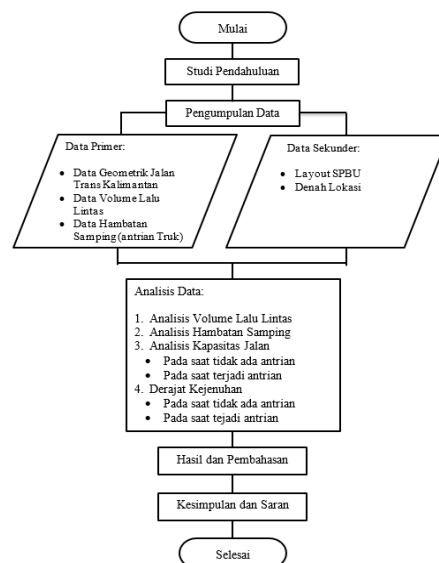 Mulai
Studi Pendahuluan
Pengumpulan Data
Data Primer:
• Data Geometrik Jalan
Trans Kalimantan
• Data Volume Lalu
Lintas
• Data Hambatan
Samping (antrian Truk)
Data Sekunder:
• Layout SPBU
• Denah Lokasi
Analisis Data:
1. Analisis Volume Lalu Lintas
2. Analisis Hambatan Samping
3. Analisis Kapasitas Jalan
• Pada saat tidak ada antrian
• Pada saat terjadi antrian
4. Derajat Kejenuhan
• Pada saat tidak ada antrian
• Pada saat tejadi antrian
Hasil dan Pembahasan
Kesimpulan dan Saran
Selesai